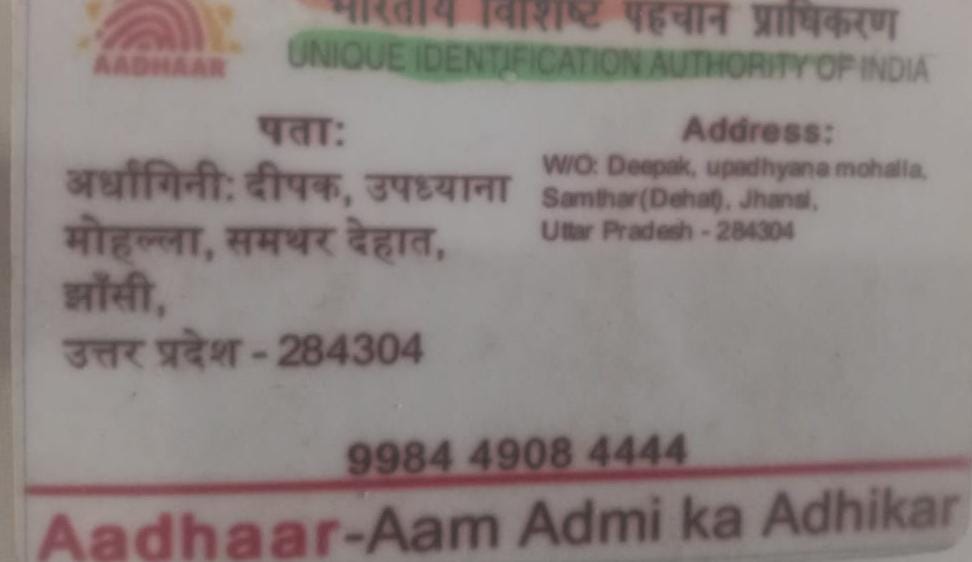 भारतीय विशिष्ट पहचान प्राधिकरण
AADHAAR
UNIQUE IDENTIFICATION AUTHORITY OF INDIA
पता:
अर्धांगिनी: दीपक, उपध्याना
मोहल्ला, समथर देहात,
झाँसी,
उत्तर प्रदेश - 284304
Address:
W/O: Deepak, upadhyana mohalla,
Samthar(Dehat), Jhansi,
Uttar Pradesh - 284304
9984 4908 4444
Aadhaar-Aam Admi ka Adhikar